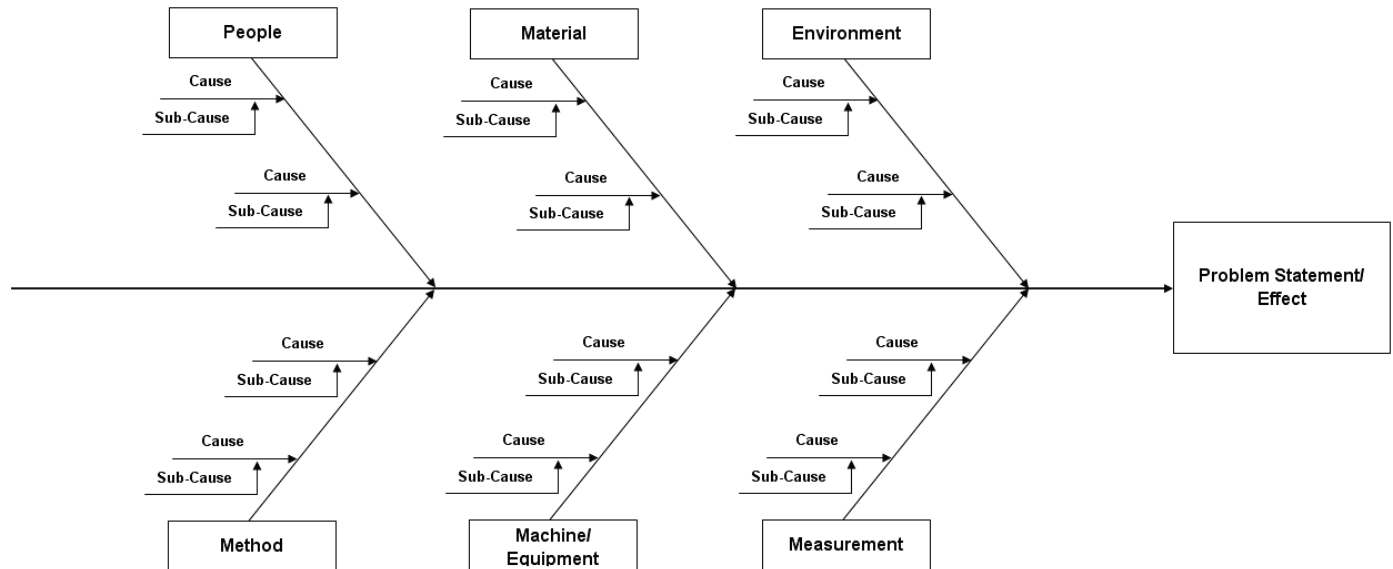 People
Material
Environment
Cause
Sub-Cause
Cause
Sub-Cause
Cause
Sub-Cause
Cause
Sub-Cause
Cause
Sub-Cause
Cause
Sub-Cause
Problem Statement/
Effect
Cause
Sub-Cause
Cause
Sub-Cause
Cause
Sub-Cause
Cause
Sub-Cause
Cause
Sub-Cause
Cause
Sub-Cause
Method
Machine/
Equipment
Measurement